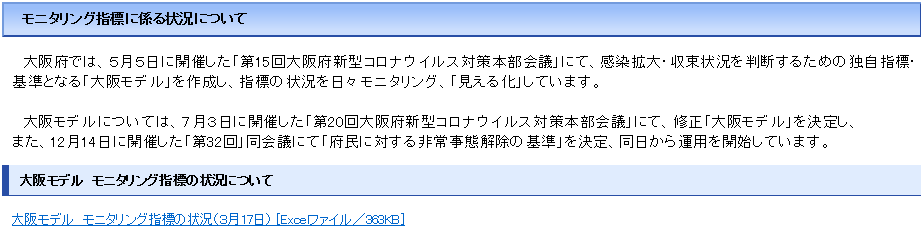 モニタリング指標に係る状況について
大阪府では、５月５日に開催した「第15回大阪府新型コロナウイルス対策本部会議」にて、感染拡大・収束状況を判断するための独自指標・
基準となる「大阪モデル」を作成し、指標の状況を日々モニタリング、「見える化」しています。
大阪モデルについては、７月３日に開催した「第20回大阪府新型コロナウイルス対策本部会議」にて、修正「大阪モデル」を決定し、
また、12月14日に開催した「第32回」同会議にて「府民に対する非常事態解除の基準」を決定、同日から運用を開始しています。
大阪モデル　モニタリング指標の状況について
大阪モデル　モニタリング指標の状況（３月17日） [Excelファイル／363KB]